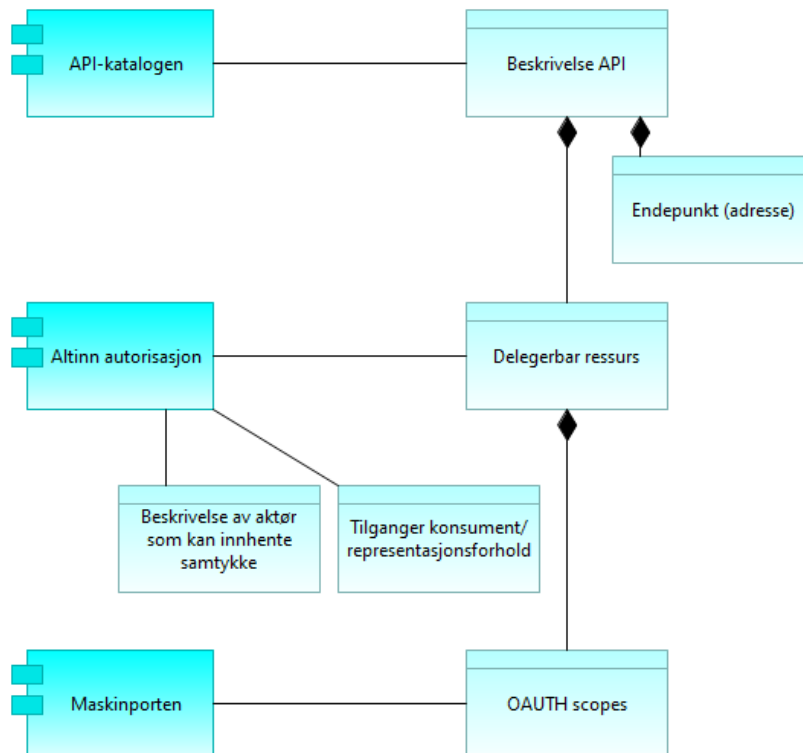 API-katalogen
Beskrivelse API
Endepunkt (adresse)
Altinn autorisasjon
Delegerbar ressurs
Beskrivelse av aktør
som kan innhente
samtykke
Tilganger konsument/
representasjonsforhold
Maskinporten
OAUTH scopes